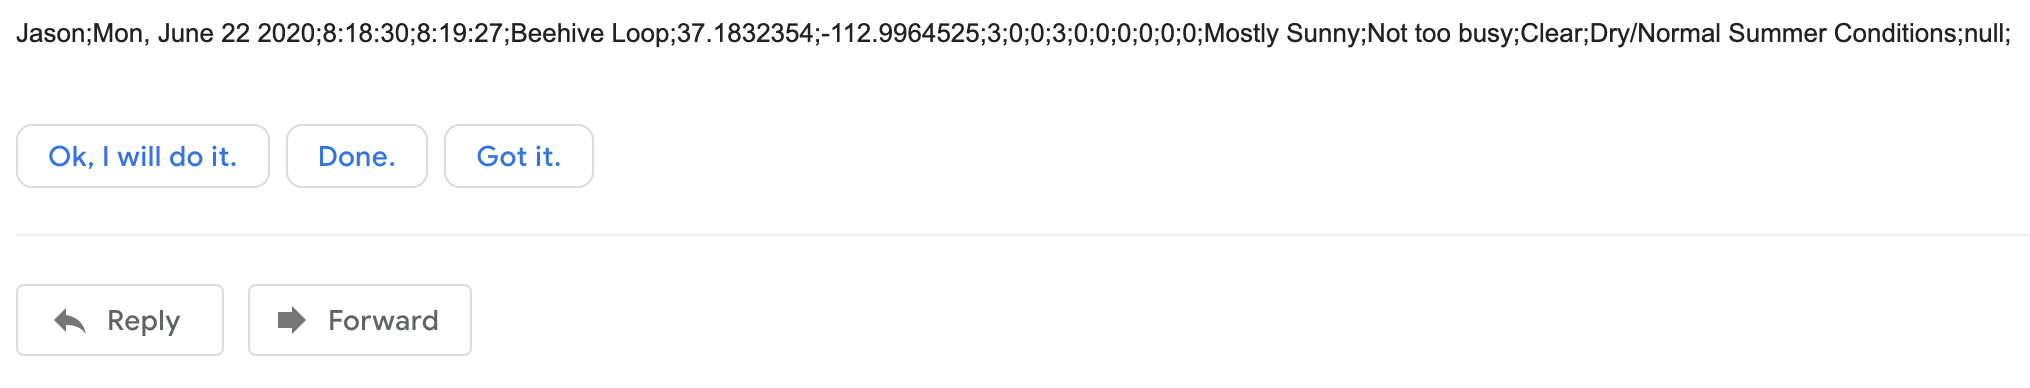 Jason;Mon, June 22 2020;8:18:30;8:19:27;Beehive Loop;37.1832354;-112.9964525;3;0;0;3;0;0;0;0;0;0;Mostly Sunny;Not too busy;Clear;Dry/Normal Summer Conditions;null;
Ok, I will do it. Done. Got it.
Reply Forward